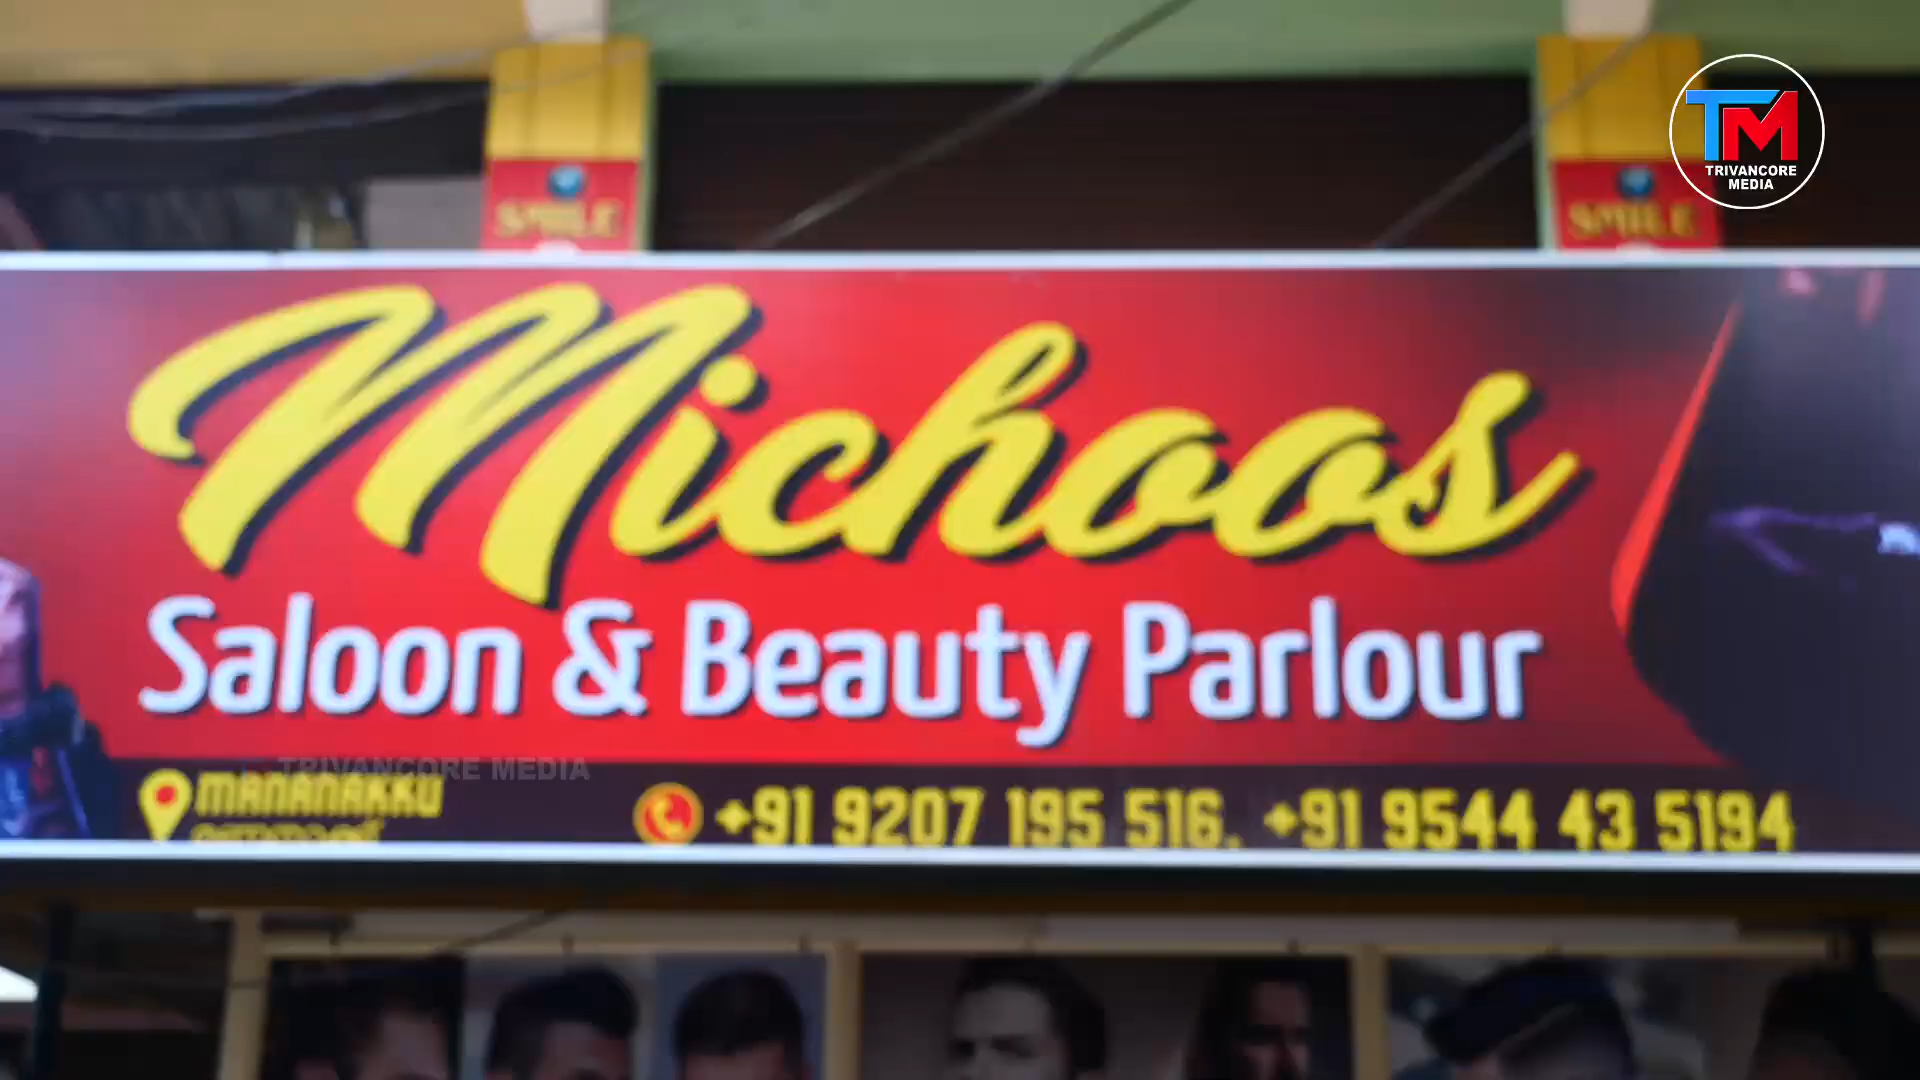 TRIVANCORE
MEDIA
SMILE
SMILE
Michoos
Saloon & Beauty Parlour
TRIVANCORE MEDIA
MANANAKKU
+91 9207 195 516, +91 9544 43 5194